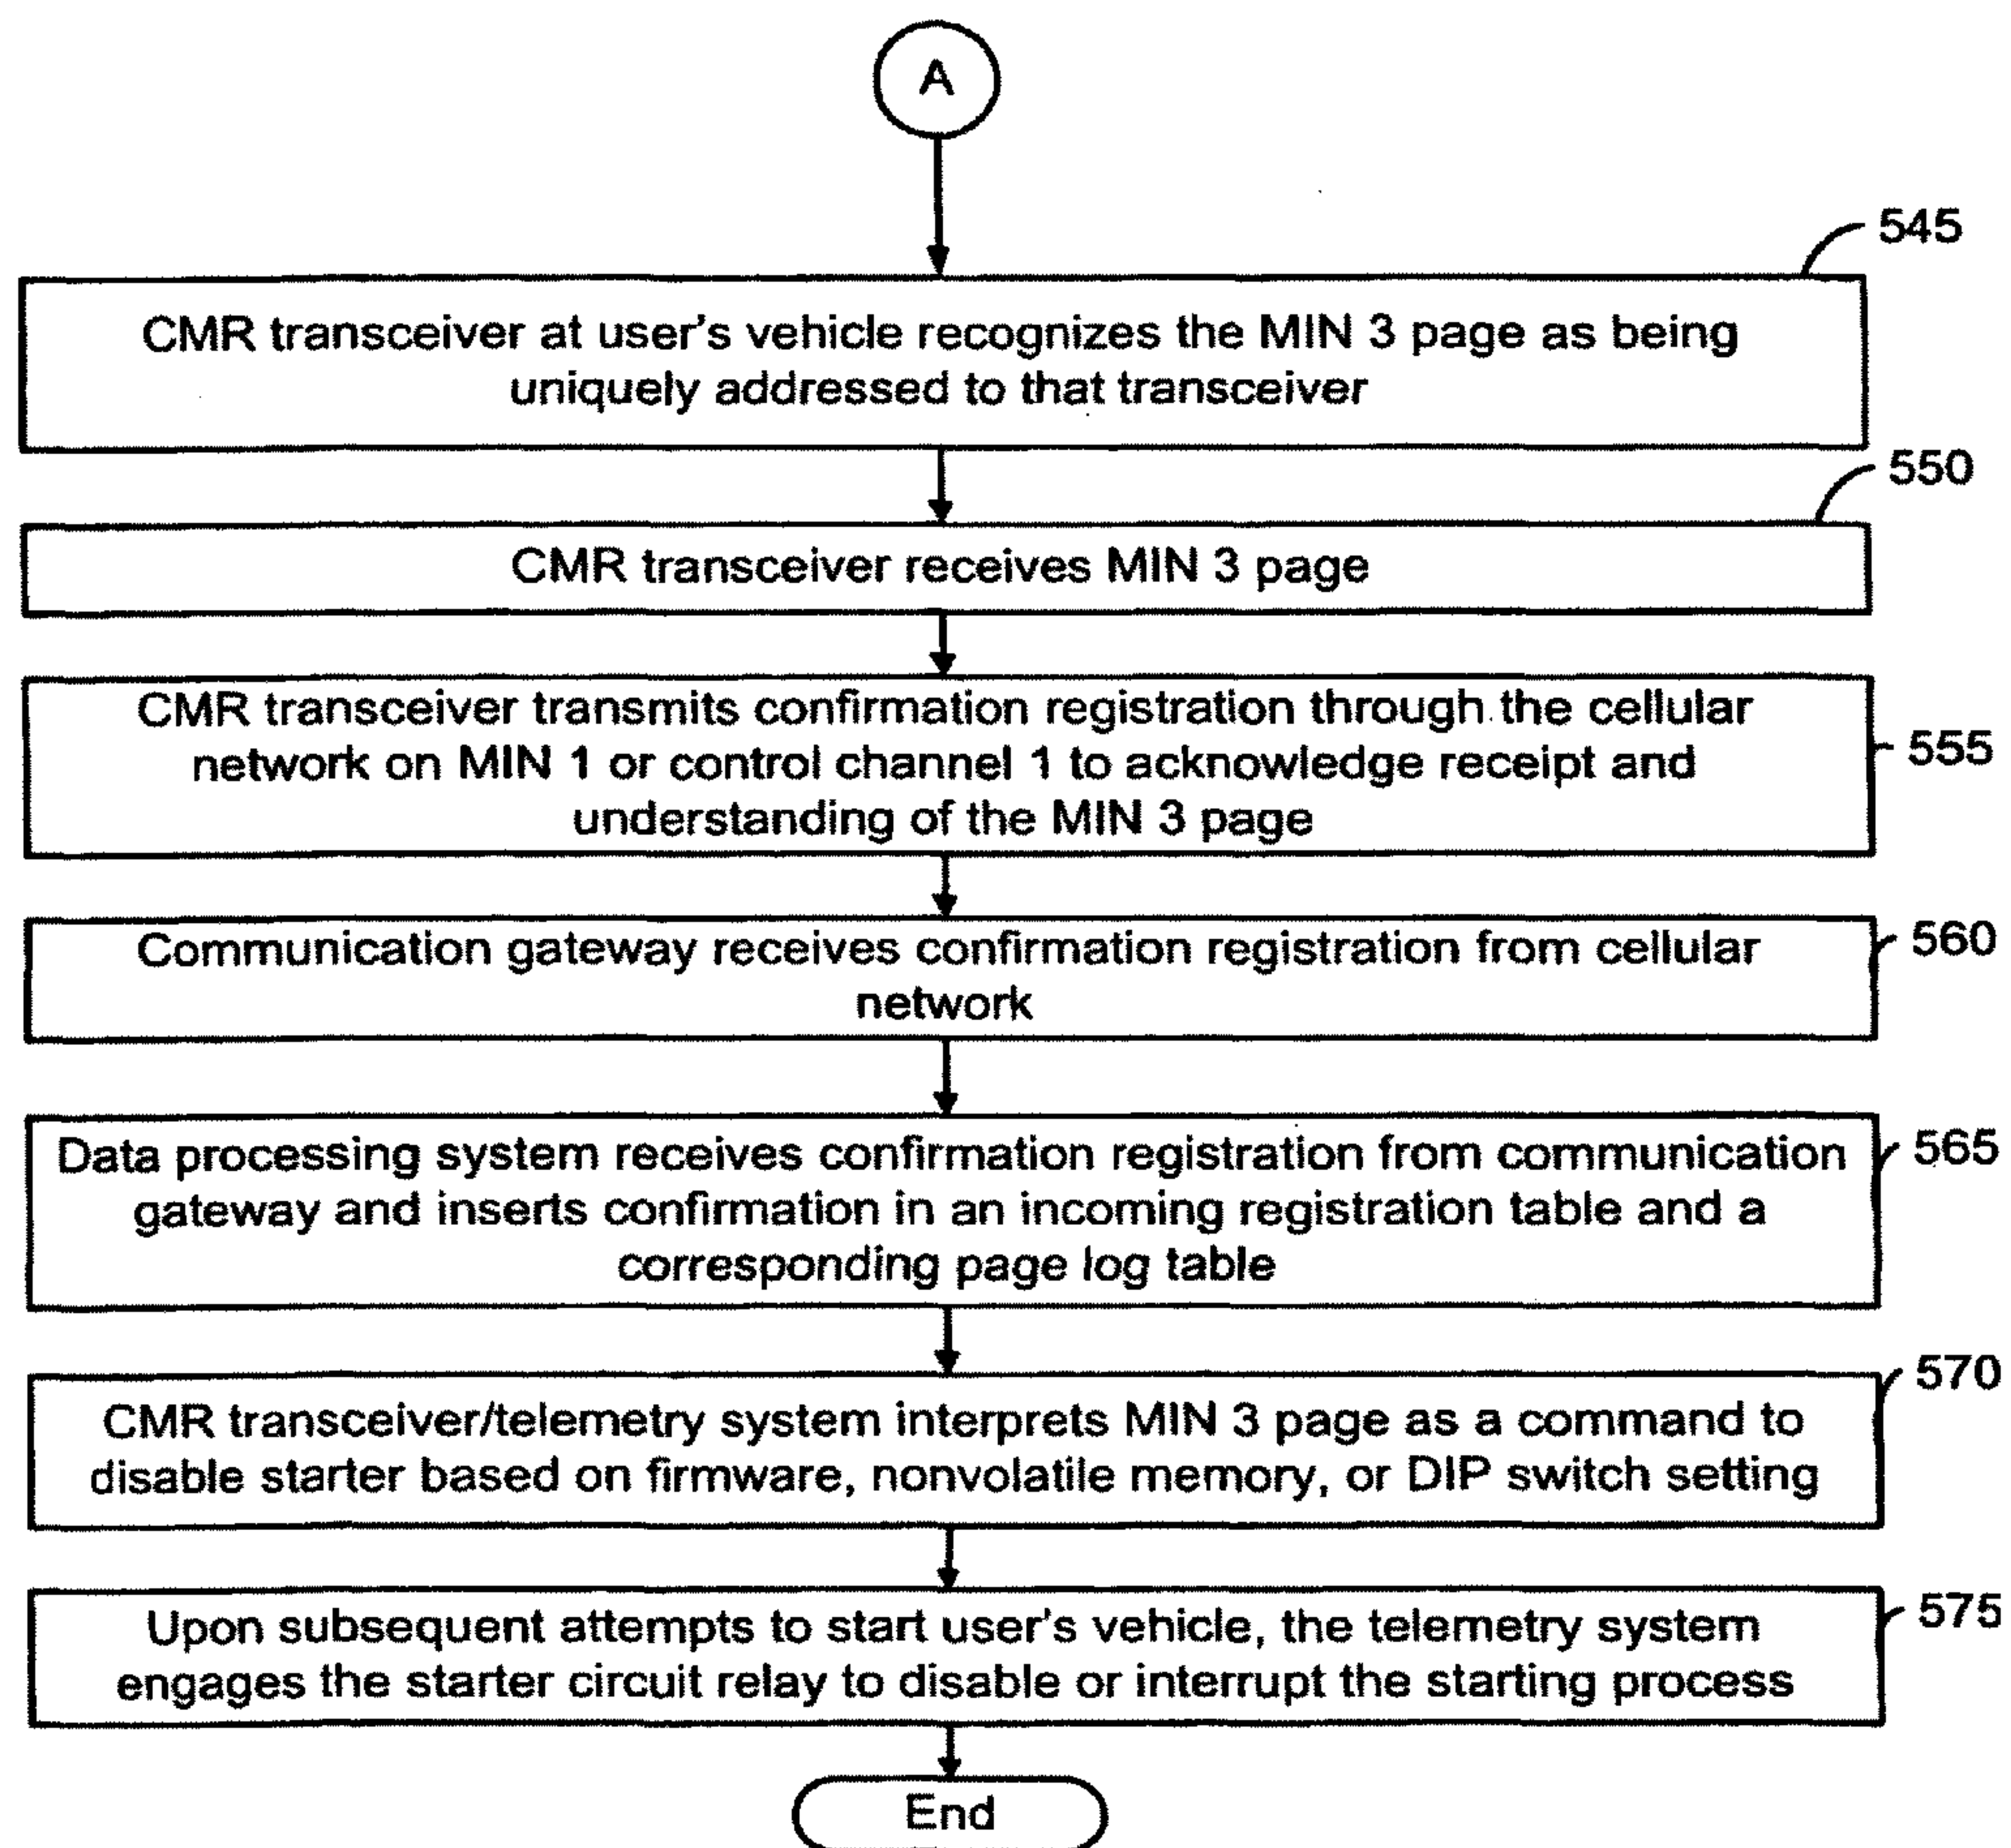 A
545
CMR transceiver at user's vehicle recognizes the MIN 3 page as being
uniquely addressed to that transceiver
550
CMR transceiver receives MIN 3 page
CMR transceiver transmits confirmation registration through the cellular
network on MIN 1 or control channel 1 to acknowledge receipt and
understanding of the MIN 3 page
555
Communication gateway receives confirmation registration from cellular
network
560
Data processing system receives confirmation registration from communication
gateway and inserts confirmation in an incoming registration table and a
corresponding page log table
565
570
CMR transceiver/telemetry system interprets MIN 3 page as a command to
disable starter based on firmware, nonvolatile memory, or DIP switch setting
575
Upon subsequent attempts to start user's vehicle, the telemetry system
engages the starter circuit relay to disable or interrupt the starting process
End